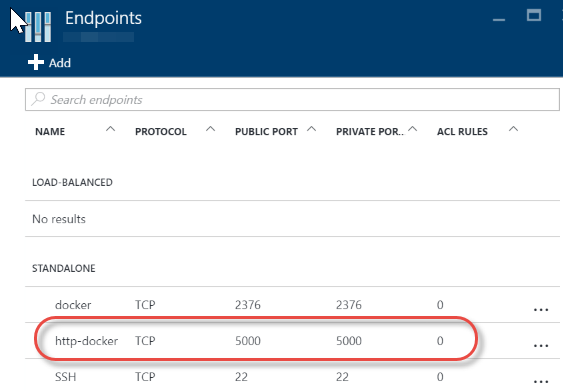 Endpoints
Add
Search endpoints
NAME PROTOCOL PUBLIC PORT PRIVATE POR.. ACL RULES
LOAD-BALANCED
No results
STANDALONE
docker TCP 2376 2376 0 ...
http-docker TCP 5000 5000 0 ...
SSH TCP 22 22 0 ...